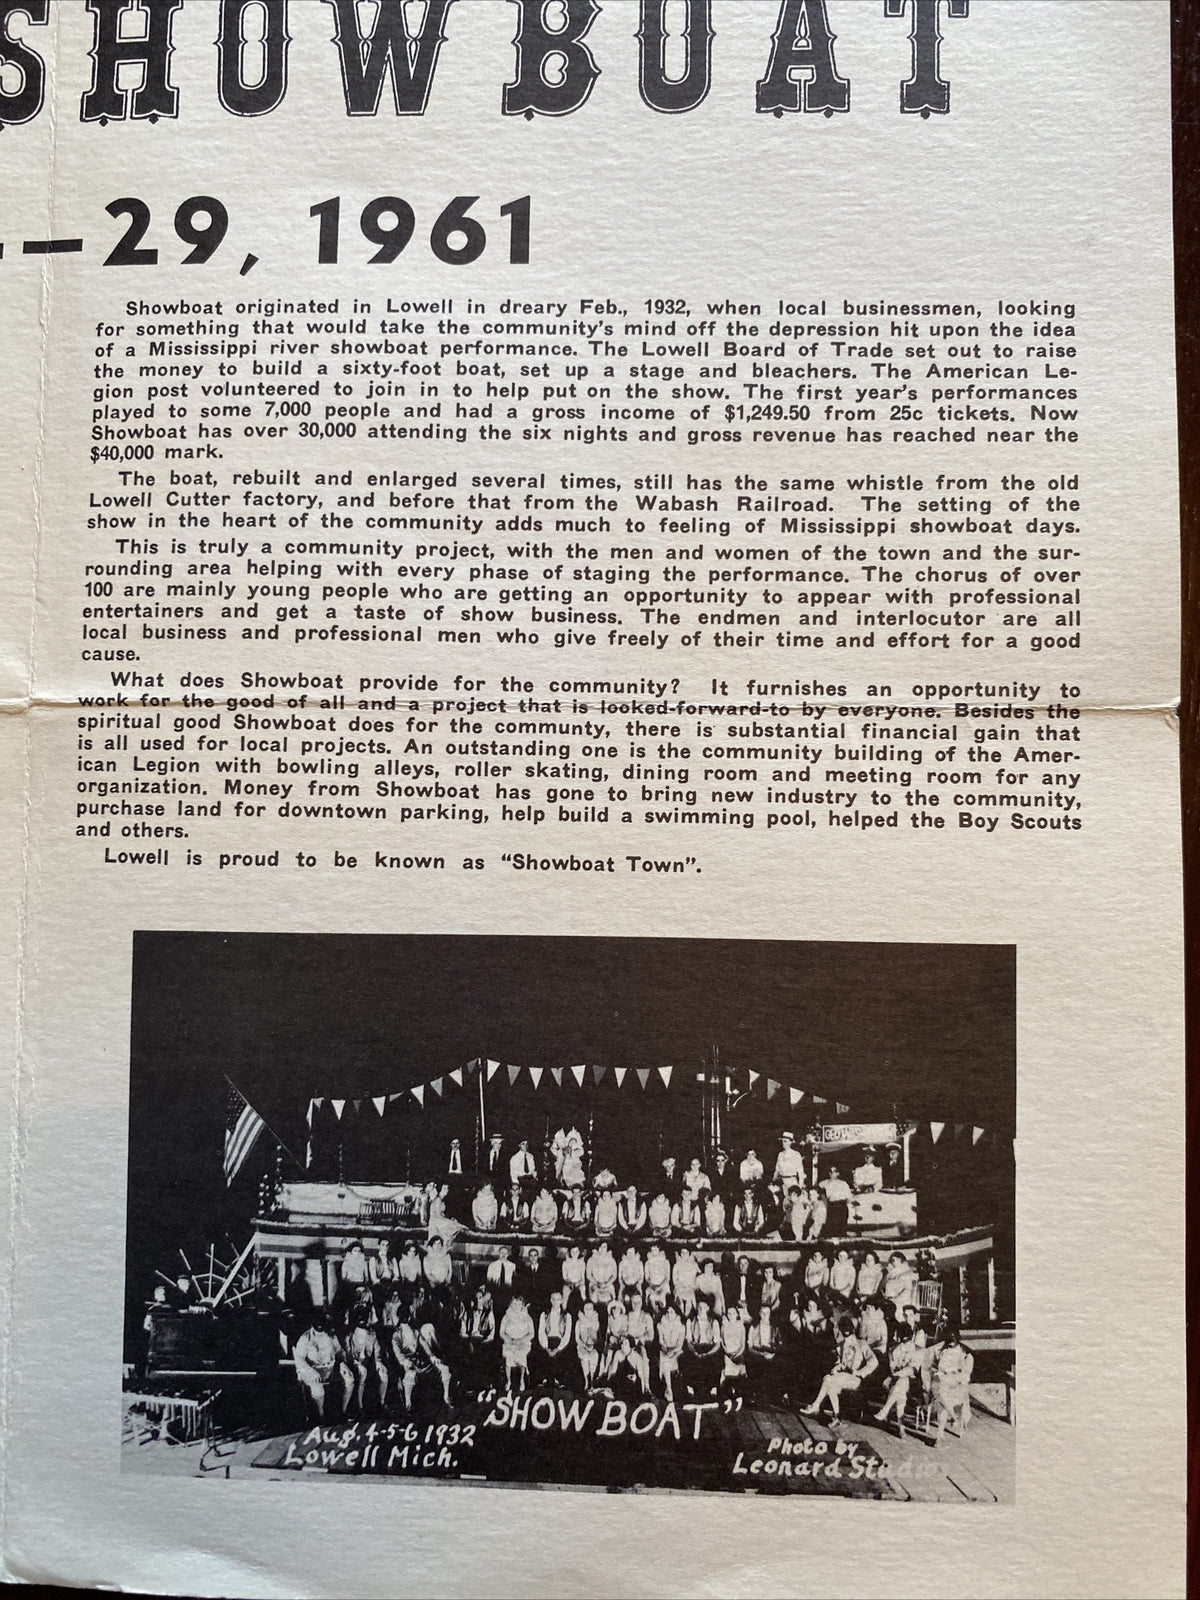 SHOWBOAT
—29, 1961
Showboat originated in Lowell in dreary Feb., 1932, when local businessmen, looking
for something that would take the community's mind off the depression hit upon the idea
of a Mississippi river showboat performance. The Lowell Board of Trade set out to raise
the money to build a sixty-foot boat, set up a stage and bleachers. The American Le-
gion post volunteered to join in to help put on the show. The first year's performances
played to some 7,000 people and had a gross income of $1,249.50 from 25c tickets. Now
Showboat has over 30,000 attending the six nights and gross revenue has reached near the
$40,000 mark.
The boat, rebuilt and enlarged several times, still has the same whistle from the old
Lowell Cutter factory, and before that from the Wabash Railroad. The setting of the
show in the heart of the community adds much to feeling of Mississippi showboat days.
This is truly a community project, with the men and women of the town and the sur-
rounding area helping with every phase of staging the performance. The chorus of over
100 are mainly young people who are getting an opportunity to appear with professional
entertainers and get a taste of show business. The endmen and interlocutor are all
local business and professional men who give freely of their time and effort for a good
cause.
What does Showboat provide for the community? It furnishes an opportunity to
work for the good of all and a project that is looked-forward-to by everyone. Besides the
spiritual good Showboat does for the communty, there is substantial financial gain that
is all used for local projects. An outstanding one is the community building of the Amer-
ican Legion with bowling alleys, roller skating, dining room and meeting room for any
organization. Money from Showboat has gone to bring new industry to the community,
purchase land for downtown parking, help build a swimming pool, helped the Boy Scouts
and others.
Lowell is proud to be known as "Showboat Town".
"SHOW BOAT"
Aug. 4-5-6 1932
Lowell Mich.
Photo by
Leonard Studio